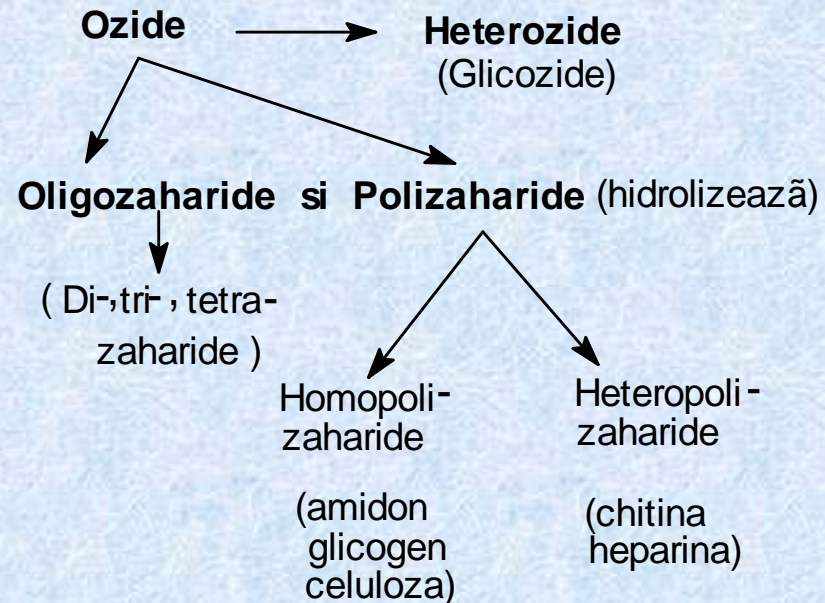 Ozide Heterozide
(Glicozide)
Oligozaharide si Polizaharide (hidrolizează)
( Di-,tri-, tetra-
zaharide )
Homopoli-
zaharide
(amidon
glicogen
celuloza)
Heteropoli-
zaharide
(chitina
heparina)